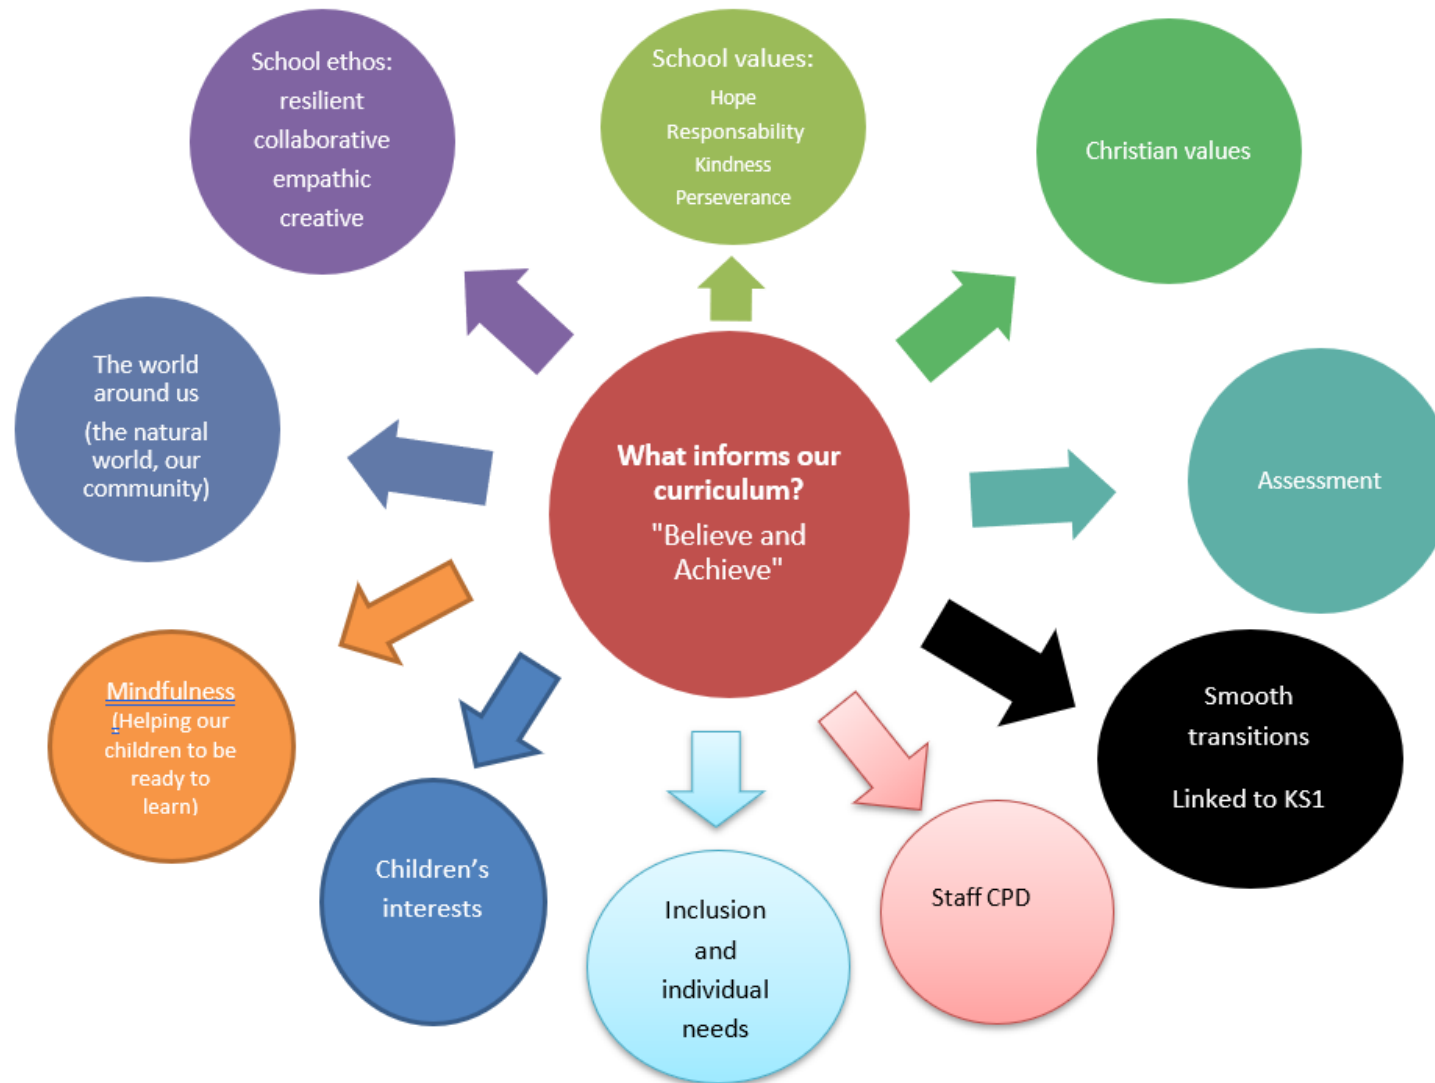 School ethos:
resilient
collaborative
empathic
creative
School values:
Hope
Responsability
Kindness
Perseverance
Christian values
The world
around us
(the natural
world, our
community)
What informs our
curriculum?
"Believe and
Achieve"
Assessment
Mindfulness
(Helping our
children to be
ready to
learn)
Smooth
transitions
Linked to KS1
Children’s
interests
Inclusion
and
individual
needs
Staff CPD